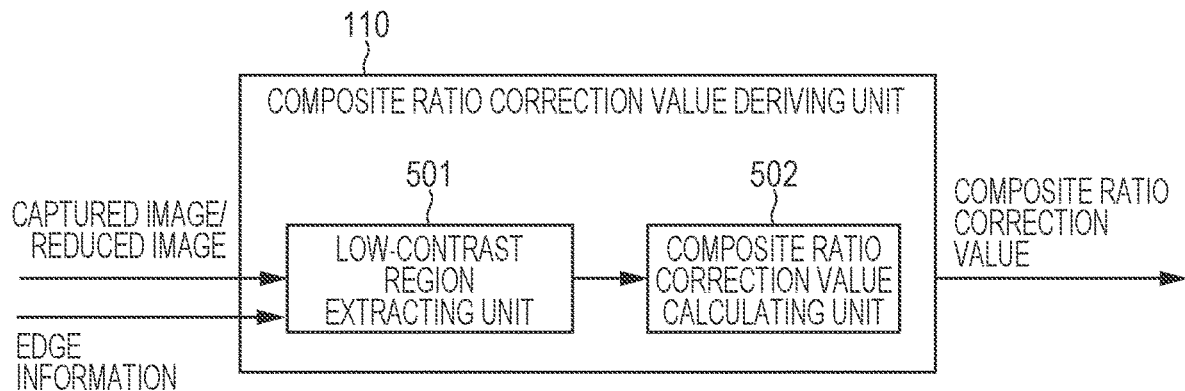 110
COMPOSITE RATIO CORRECTION VALUE DERIVING UNIT
501
502
CAPTURED IMAGE/
REDUCED IMAGE
LOW-CONTRAST
REGION
EXTRACTING UNIT
COMPOSITE RATIO
CORRECTION VALUE
CALCULATING UNIT
COMPOSITE RATIO
CORRECTION
VALUE
EDGE
INFORMATION